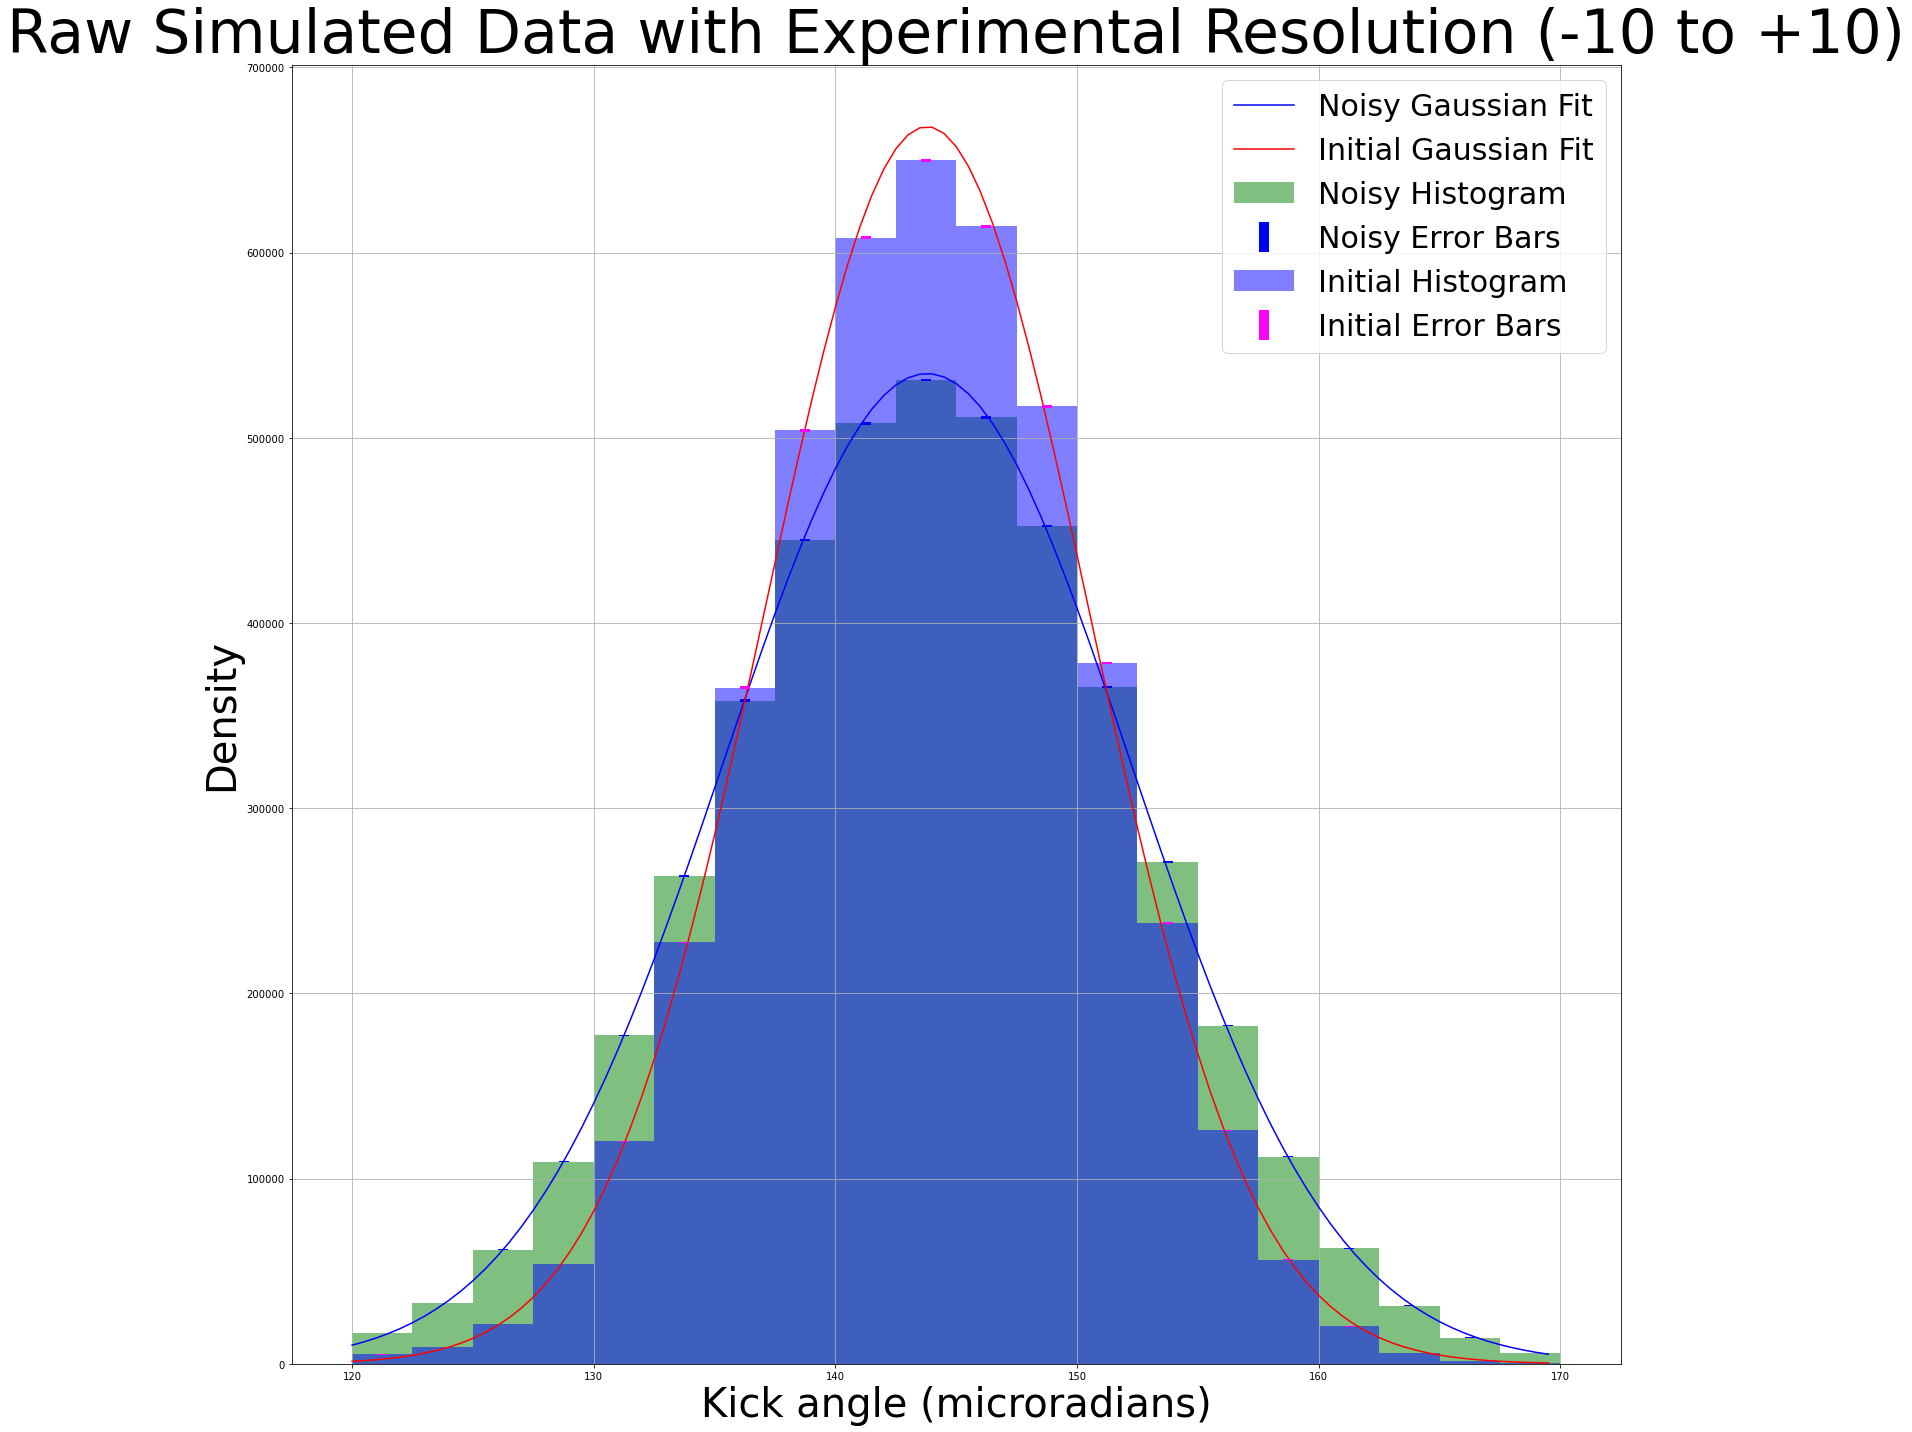 Raw Simulated Data with Experimental Resolution (-10 to +10)
Noisy Gaussian Fit
Initial Gaussian Fit
Noisy Histogram
Noisy Error Bars
Initial Histogram
Initial Error Bars
Density
700000
600000
500000
400000
300000
200000
100000
0
120 130 140 150 160 170
Kick angle (microradians)